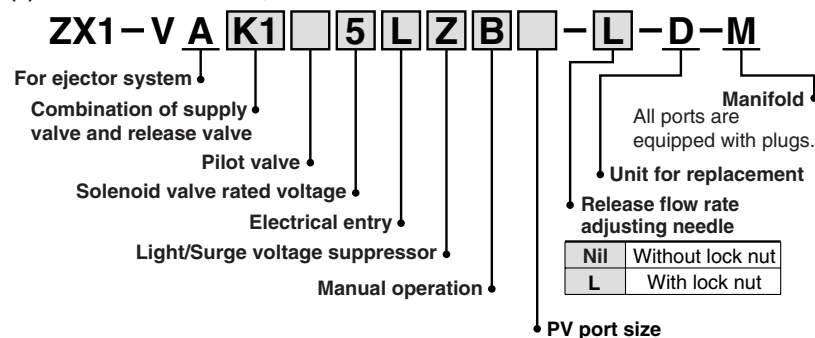 ZX1-V A K1 5 L Z B - L - D - M
For ejector system
Combination of supply
valve and release valve
Pilot valve
Solenoid valve rated voltage
Electrical entry
Light/Surge voltage suppressor
Manual operation
PV port size
Release flow rate
adjusting needle
Nil Without lock nut
L With lock nut
Unit for replacement
Manifold
All ports are
equipped with plugs.